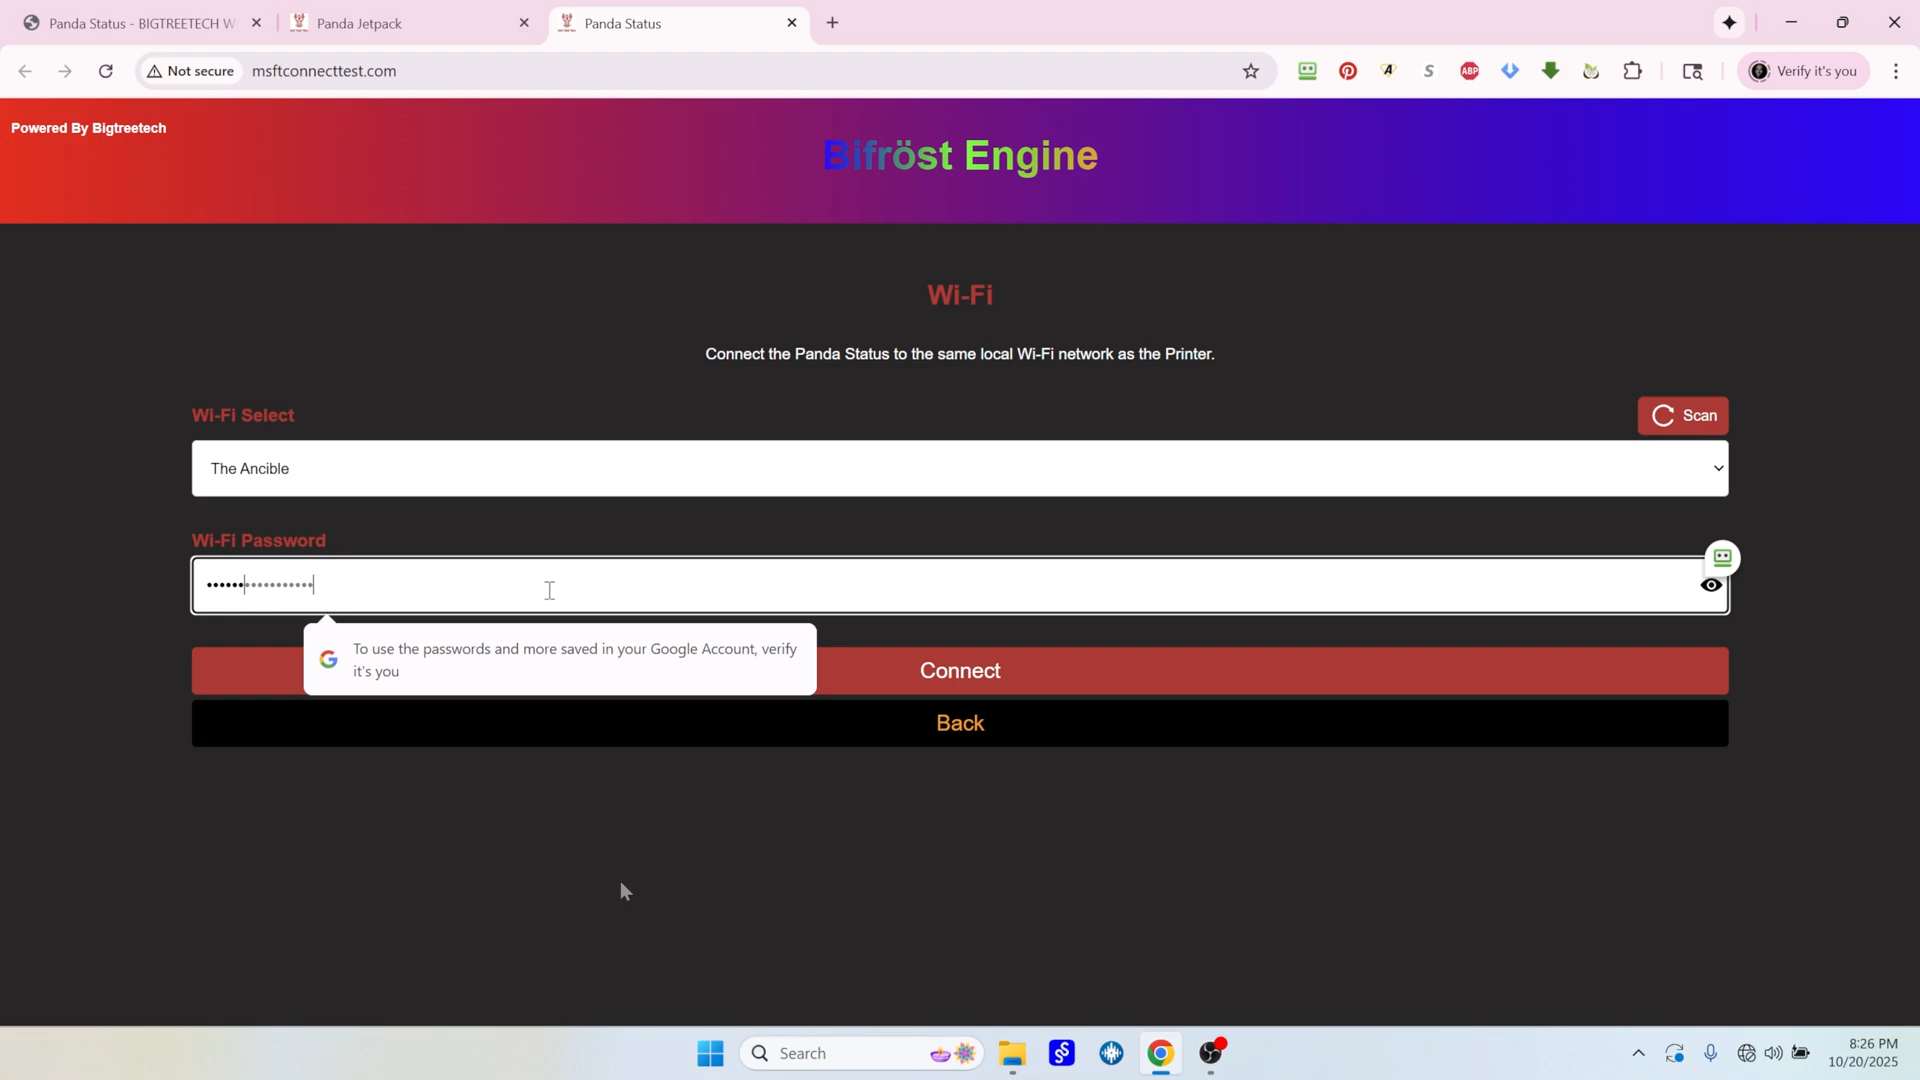 Panda Status - BIGTREETECH W
Panda Jetpack
Panda Status
Not secure
msftconnecttest.com
A
S
ABP
Verify it's you
Powered By Bigtreetech
Bifröst Engine
Wi-Fi
Connect the Panda Status to the same local Wi-Fi network as the Printer.
Wi-Fi Select
Scan
The Ancible
Wi-Fi Password
•••••••••••••••••
To use the passwords and more saved in your Google Account, verify
it's you
Connect
Back
Search
8:26 PM
10/20/2025